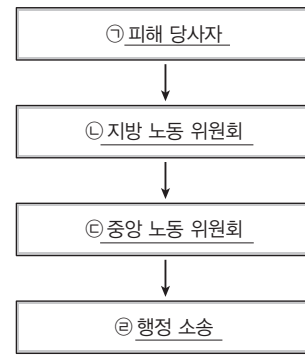 ㉠ 피해 당사자
㉡ 지방 노동 위원회
㉢ 중앙 노동 위원회
㉣ 행정 소송